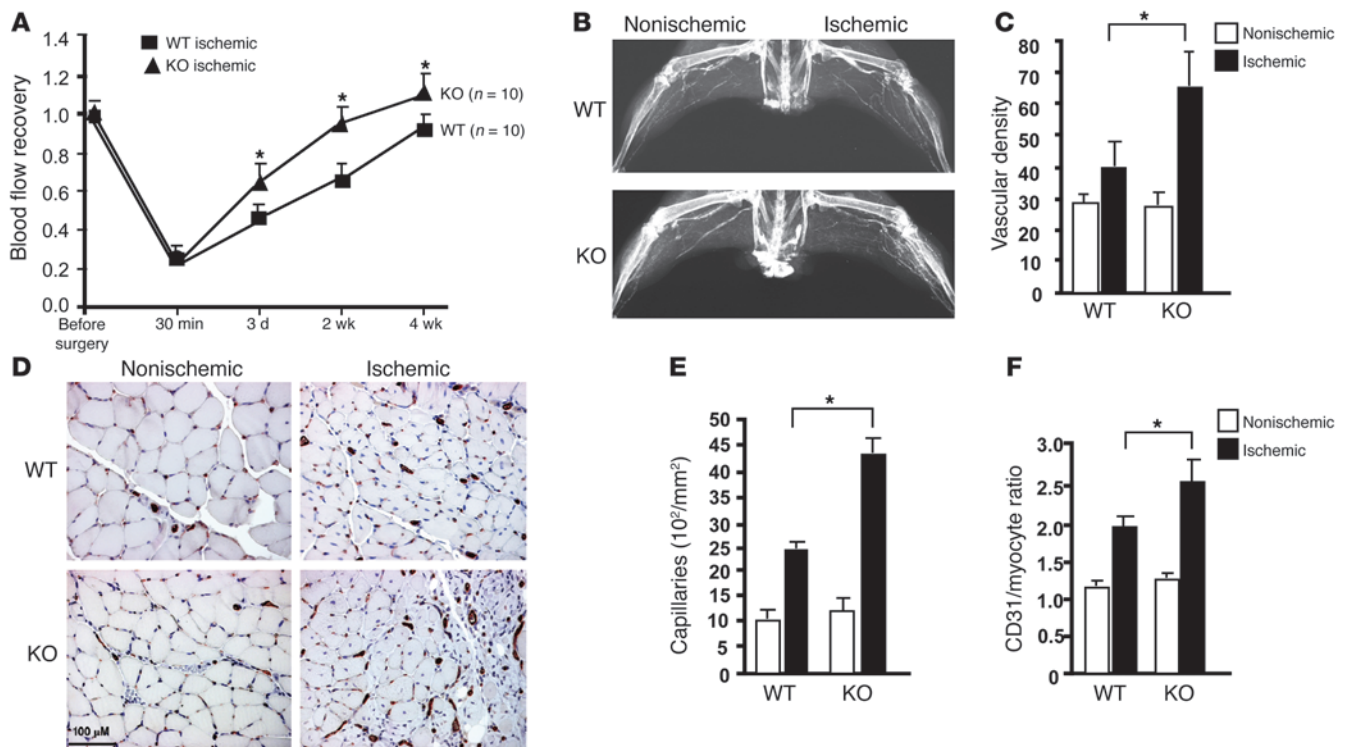 A
1.4
1.2
1.0
0.8
0.6
0.4
0.2
0.0
Blood flow recovery
WT ischemic
KO ischemic
*
*
*
KO (n = 10)
WT (n = 10)
Before surgery
30 min
3 d
2 wk
4 wk
B
Nonischemic
Ischemic
WT
KO
C
*
Nonischemic
Ischemic
80
70
60
50
40
30
20
10
0
Vascular density
WT
KO
D
Nonischemic
Ischemic
WT
KO
100 µM
E
*
50
45
40
35
30
25
20
15
10
5
0
Capillaries (10²/mm²)
WT
KO
F
*
Nonischemic
Ischemic
3.0
2.5
2.0
1.5
1.0
0.5
0
CD31/myocyte ratio
WT
KO